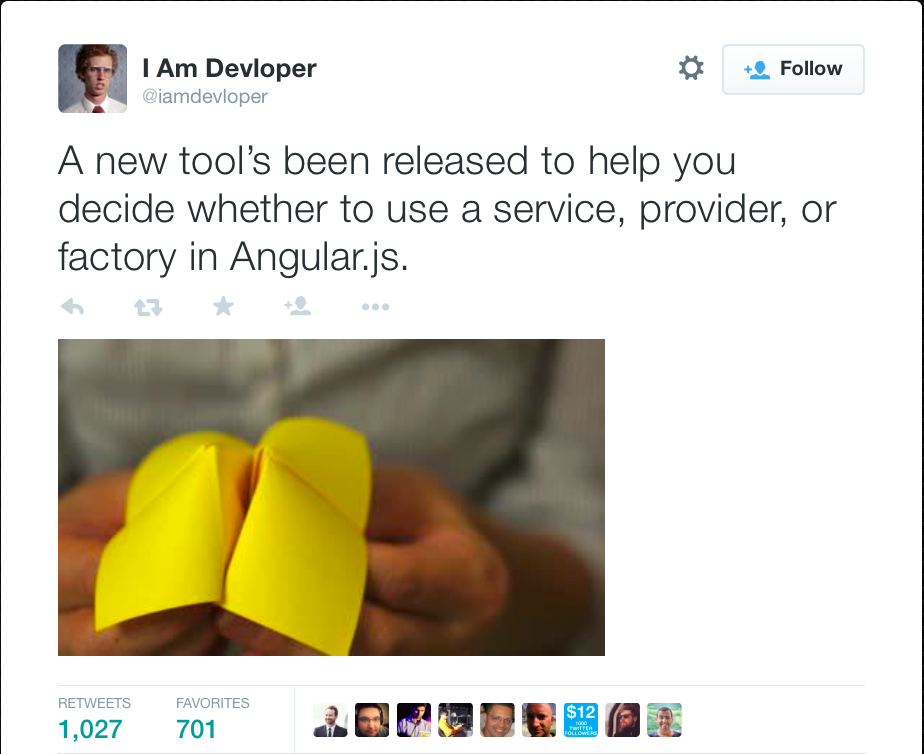 I Am Devloper
@iamdevloper
Follow
A new tool’s been released to help you
decide whether to use a service, provider, or
factory in Angular.js.
RETWEETS
FAVORITES
1,027
701
$12
1000
TWITTER
FOLLOWERS